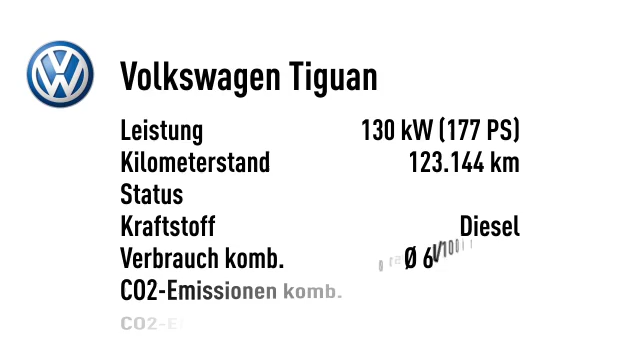 Volkswagen Tiguan
Leistung 130 kW (177 PS)
Kilometerstand 123.144 km
Status
Kraftstoff Diesel
Verbrauch komb. Ø 6
CO2-Emissionen komb.